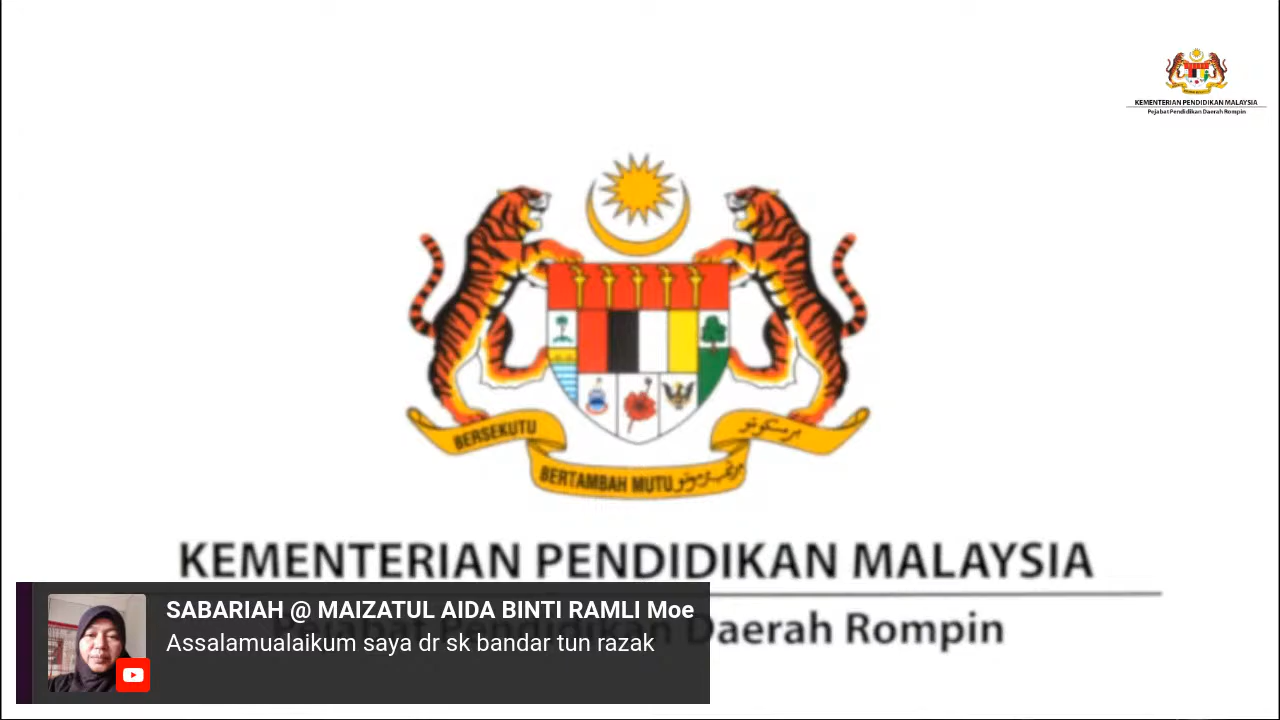 KEMENTERIAN PENDIDIKAN MALAYSIA
Pejabat Pendidikan Daerah Rompin
BERSEKUTU
BERTAMBAH MUTU
KEMENTERIAN PENDIDIKAN MALAYSIA
Daerah Rompin
SABARIAH @ MAIZATUL AIDA BINTI RAMLI Moe
Assalamualaikum saya dr sk bandar tun razak